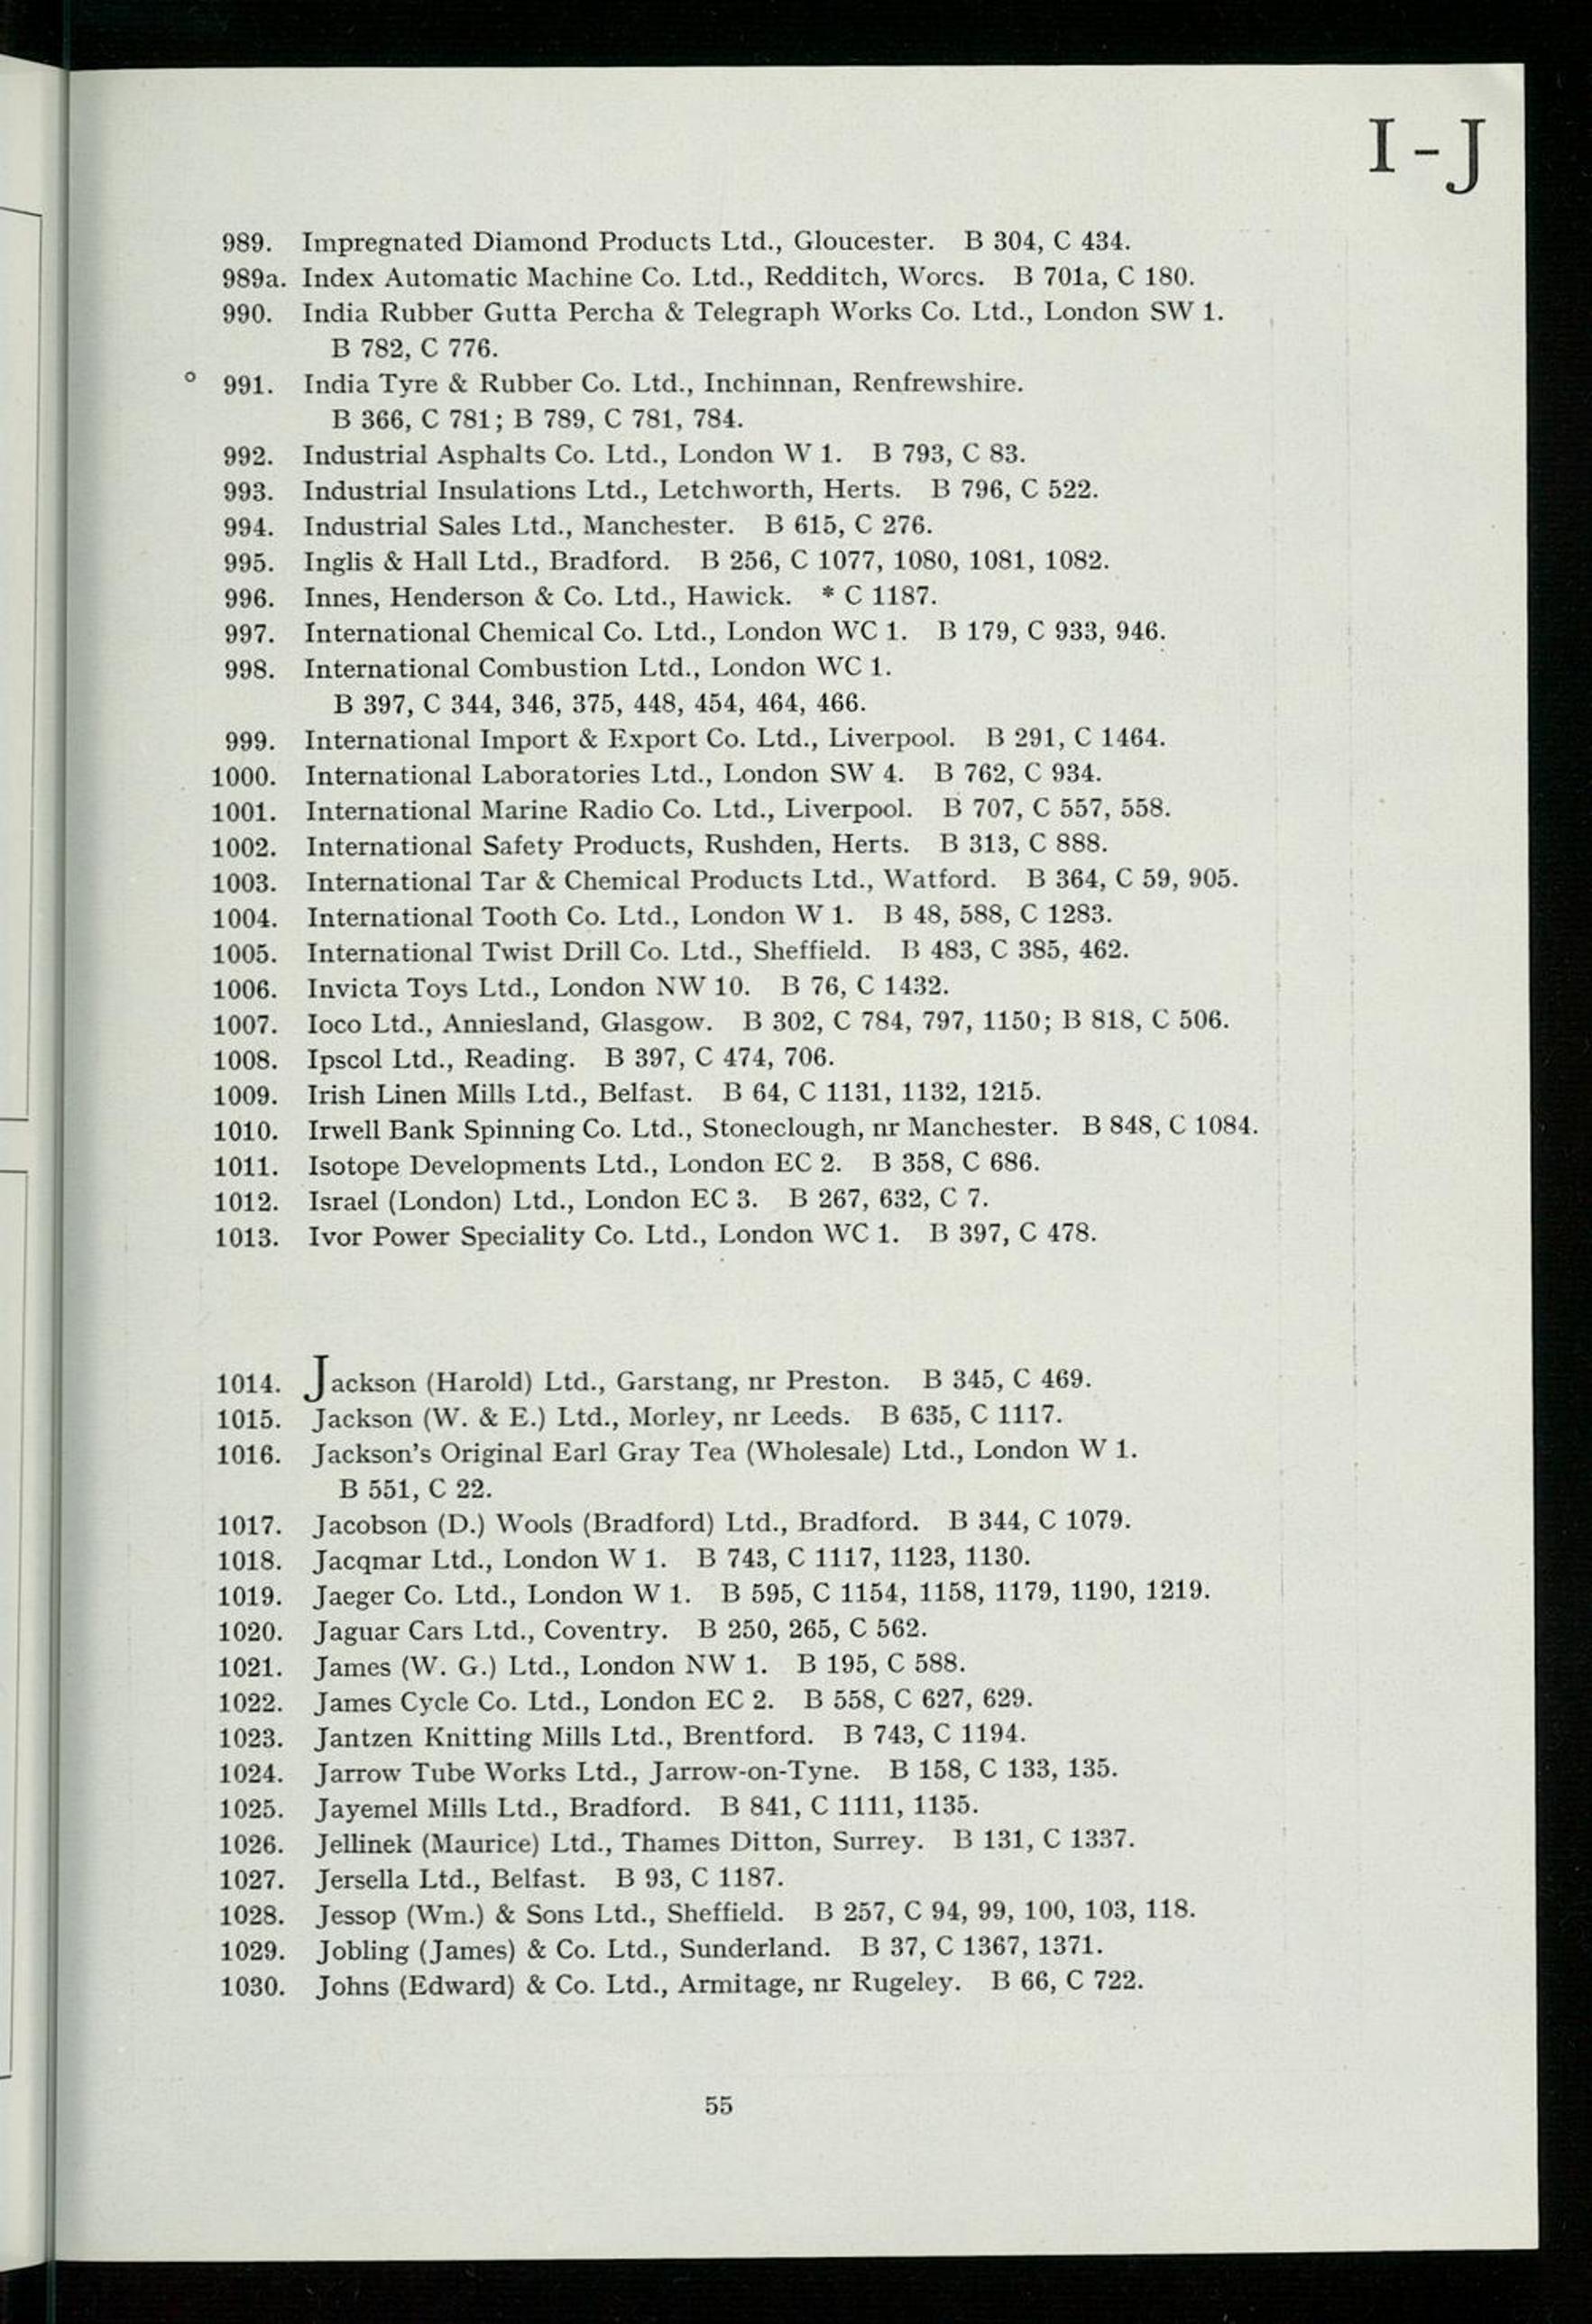 I - J
989. Impregnated Diamond Products Ltd., Gloucester. B 304, C 434.
989a. Index Automatic Machine Co. Ltd., Redditch, Worcs. B 701a, C 180.
990. India Rubber Gutta Percha & Telegraph Works Co. Ltd., London SW 1.
B 782, C 776.
° 991. India Tyre & Rubber Co. Ltd., Inchinnan, Renfrewshire.
B 366, C 781; B 789, C 781, 784.
992. Industrial Asphalts Co. Ltd., London W 1. B 793, C 83.
993. Industrial Insulations Ltd., Letchworth, Herts. B 796, C 522.
994. Industrial Sales Ltd., Manchester. B 615, C 276.
995. Inglis & Hall Ltd., Bradford. B 256, C 1077, 1080, 1081, 1082.
996. Innes, Henderson & Co. Ltd., Hawick. * C 1187.
997. International Chemical Co. Ltd., London WC 1. B 179, C 933, 946.
998. International Combustion Ltd., London WC 1.
B 397, C 344, 346, 375, 448, 454, 464, 466.
999. International Import & Export Co. Ltd., Liverpool. B 291, C 1464.
1000. International Laboratories Ltd., London SW 4. B 762, C 934.
1001. International Marine Radio Co. Ltd., Liverpool. B 707, C 557, 558.
1002. International Safety Products, Rushden, Herts. B 313, C 888.
1003. International Tar & Chemical Products Ltd., Watford. B 364, C 59, 905.
1004. International Tooth Co. Ltd., London W 1. B 48, 588, C 1283.
1005. International Twist Drill Co. Ltd., Sheffield. B 483, C 385, 462.
1006. Invicta Toys Ltd., London NW 10. B 76, C 1432.
1007. Ioco Ltd., Anniesland, Glasgow. B 302, C 784, 797, 1150; B 818, C 506.
1008. Ipscol Ltd., Reading. B 397, C 474, 706.
1009. Irish Linen Mills Ltd., Belfast. B 64, C 1131, 1132, 1215.
1010. Irwell Bank Spinning Co. Ltd., Stoneclough, nr Manchester. B 848, C 1084.
1011. Isotope Developments Ltd., London EC 2. B 358, C 686.
1012. Israel (London) Ltd., London EC 3. B 267, 632, C 7.
1013. Ivor Power Speciality Co. Ltd., London WC 1. B 397, C 478.
1014. Jackson (Harold) Ltd., Garstang, nr Preston. B 345, C 469.
1015. Jackson (W. & E.) Ltd., Morley, nr Leeds. B 635, C 1117.
1016. Jackson's Original Earl Gray Tea (Wholesale) Ltd., London W 1.
B 551, C 22.
1017. Jacobson (D.) Wools (Bradford) Ltd., Bradford. B 344, C 1079.
1018. Jacqmar Ltd., London W 1. B 743, C 1117, 1123, 1130.
1019. Jaeger Co. Ltd., London W 1. B 595, C 1154, 1158, 1179, 1190, 1219.
1020. Jaguar Cars Ltd., Coventry. B 250, 265, C 562.
1021. James (W. G.) Ltd., London NW 1. B 195, C 588.
1022. James Cycle Co. Ltd., London EC 2. B 558, C 627, 629.
1023. Jantzen Knitting Mills Ltd., Brentford. B 743, C 1194.
1024. Jarrow Tube Works Ltd., Jarrow-on-Tyne. B 158, C 133, 135.
1025. Jayemel Mills Ltd., Bradford. B 841, C 1111, 1135.
1026. Jellinek (Maurice) Ltd., Thames Ditton, Surrey. B 131, C 1337.
1027. Jersella Ltd., Belfast. B 93, C 1187.
1028. Jessop (Wm.) & Sons Ltd., Sheffield. B 257, C 94, 99, 100, 103, 118.
1029. Jobling (James) & Co. Ltd., Sunderland. B 37, C 1367, 1371.
1030. Johns (Edward) & Co. Ltd., Armitage, nr Rugeley. B 66, C 722.
55